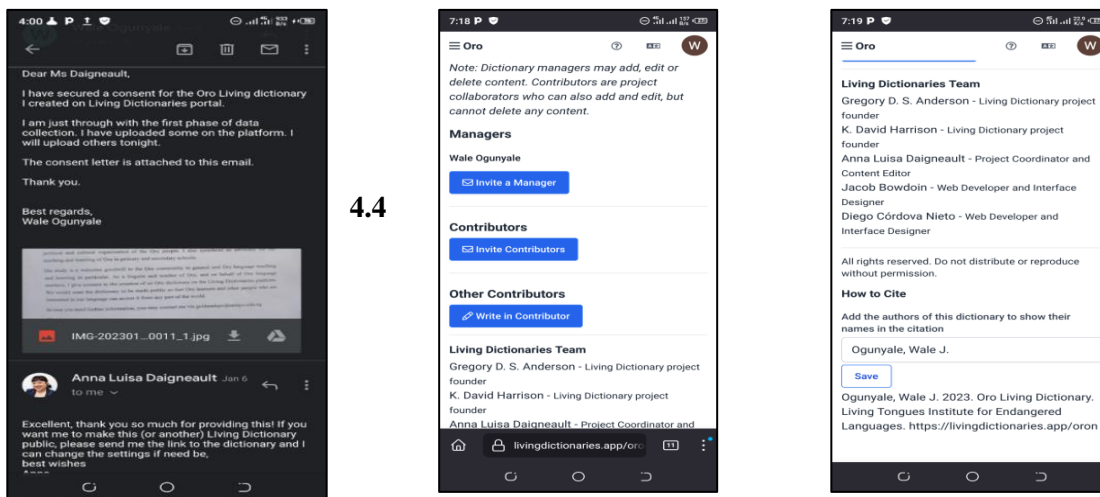 4:00
Dear Ms Daigneault,
I have secured a consent for the Oro Living dictionary
I created on Living Dictionaries portal.
I am just through with the first phase of data
collection. I have uploaded some on the platform. I
will upload others tonight.
The consent letter is attached to this email.
Thank you.
Best regards,
Wale Ogunyale
IMG-202301...0011_1.jpg
Anna Luisa Daigneault Jan 6
to me
Excellent, thank you so much for providing this! If you
want me to make this (or another) Living Dictionary
public, please send me the link to the dictionary and I
can change the settings if need be,
best wishes
4.4
7:18 P
Oro
W
Note: Dictionary managers may add, edit or
delete content. Contributors are project
collaborators who can also add and edit, but
cannot delete any content.
Managers
Wale Ogunyale
Invite a Manager
Contributors
Invite Contributors
Other Contributors
Write in Contributor
Living Dictionaries Team
Gregory D. S. Anderson - Living Dictionary project
founder
K. David Harrison - Living Dictionary project
founder
Anna Luisa Daigneault - Project Coordinator and
livingdictionaries.app/oro
11
7:19 P
Oro
W
Living Dictionaries Team
Gregory D. S. Anderson - Living Dictionary project
founder
K. David Harrison - Living Dictionary project
founder
Anna Luisa Daigneault - Project Coordinator and
Content Editor
Jacob Bowdoin - Web Developer and Interface
Designer
Diego Córdova Nieto - Web Developer and
Interface Designer
All rights reserved. Do not distribute or reproduce
without permission.
How to Cite
Add the authors of this dictionary to show their
names in the citation
Ogunyale, Wale J.
Save
Ogunyale, Wale J. 2023. Oro Living Dictionary.
Living Tongues Institute for Endangered
Languages. https://livingdictionaries.app/oron